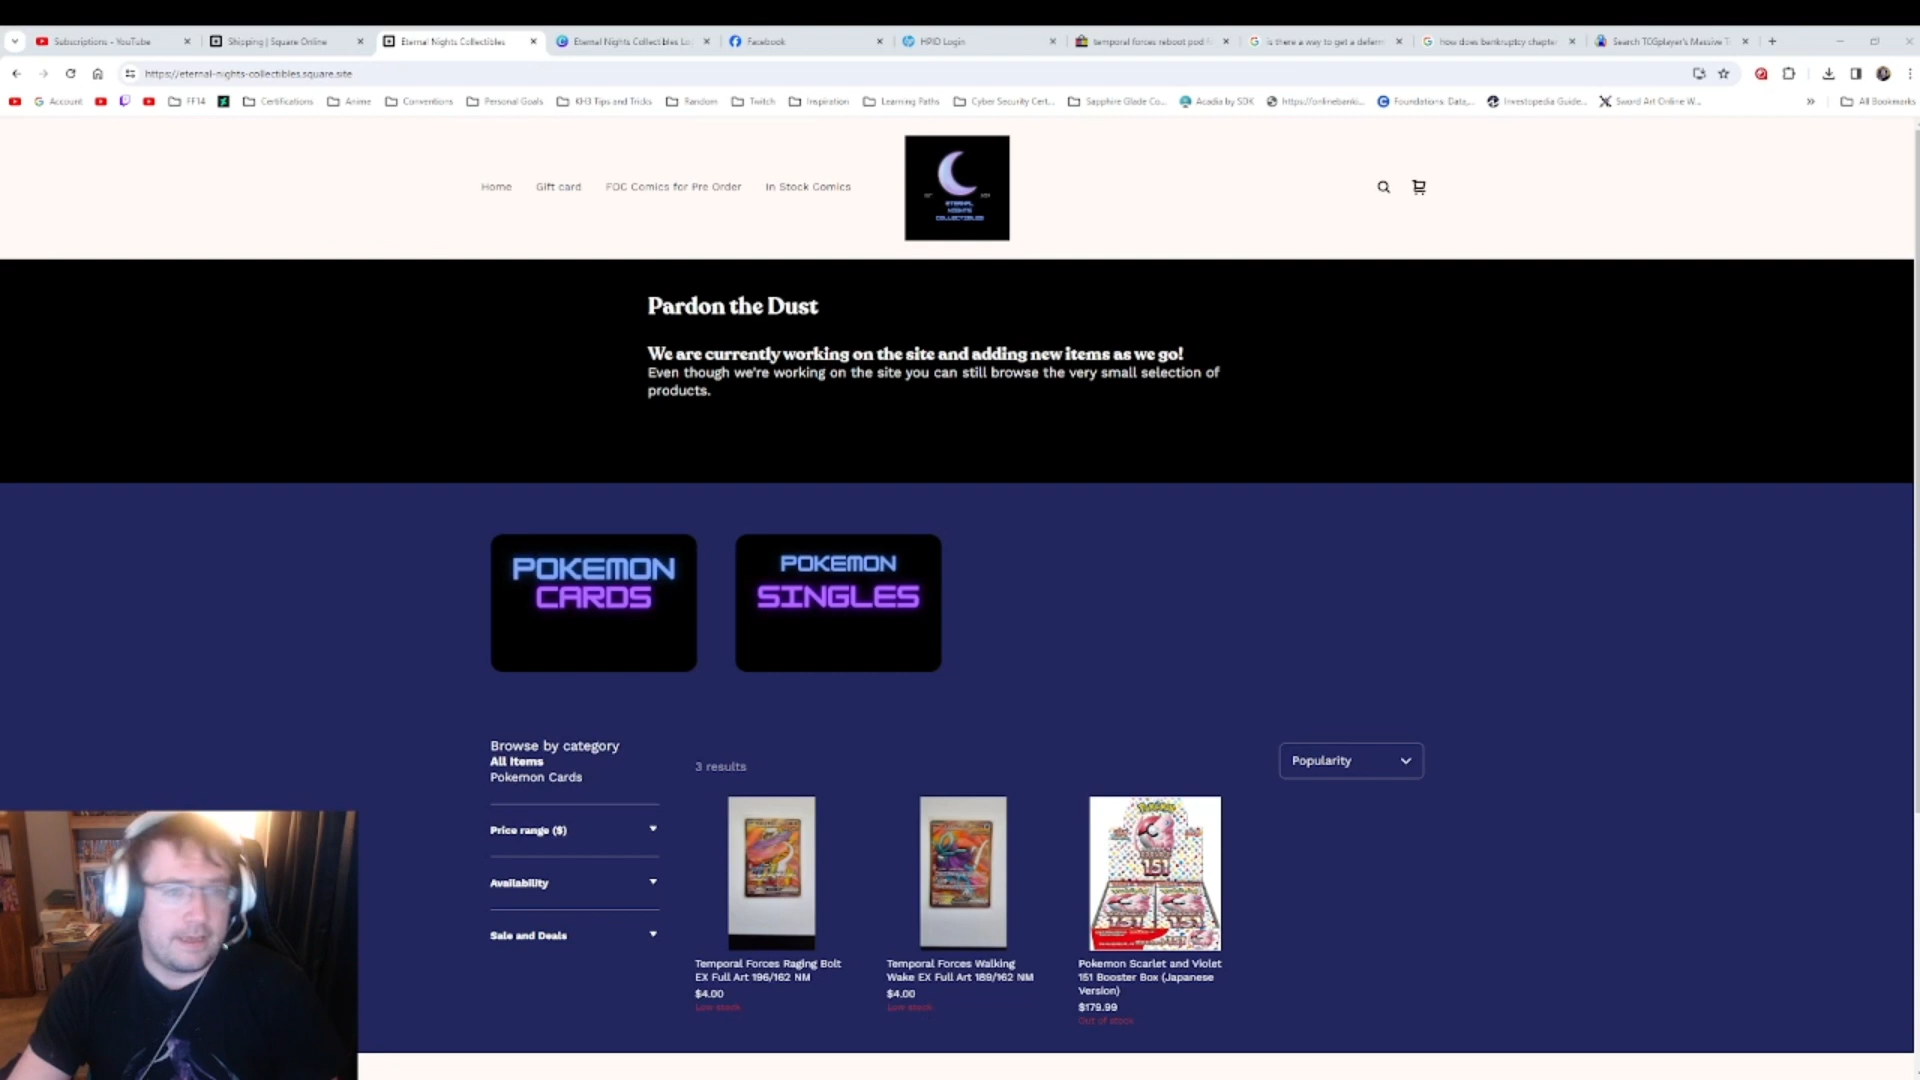 Subscriptions - YouTube
Shipping | Square Online
Eternal Nights Collectibles
Eternal Nights Collectibles Lo
Facebook
HPID Login
temporal forces reboot pod f
is there a way to get a deferm
how does bankruptcy chapte
Search TCGplayer's Massive T
https://eternal-nights-collectibles.square.site
Account
FF14
Certifications
Anime
Conventions
Personal Goals
KH3 Tips and Tricks
Random
Twitch
Inspiration
Learning Paths
Cyber Security Cert...
Sapphire Glade Co...
Acadia by SDK
https://onlinebanki...
Foundations: Data,...
Investopedia Guide...
Sword Art Online W...
All Bookmarks
Home
Gift card
FOC Comics for Pre Order
In Stock Comics
ETERNAL
NIGHTS
COLLECTIBLES
Pardon the Dust
We are currently working on the site and adding new items as we go!
Even though we're working on the site you can still browse the very small selection of
products.
POKEMON
CARDS
POKEMON
SINGLES
Browse by category
All Items
Pokemon Cards
3 results
Popularity
Price range ($)
Availability
Sale and Deals
151
Temporal Forces Raging Bolt
EX Full Art 196/162 NM
$4.00
Low stock
Temporal Forces Walking
Wake EX Full Art 189/162 NM
$4.00
Low stock
Pokemon Scarlet and Violet
151 Booster Box (Japanese
Version)
$179.99
Out of stock